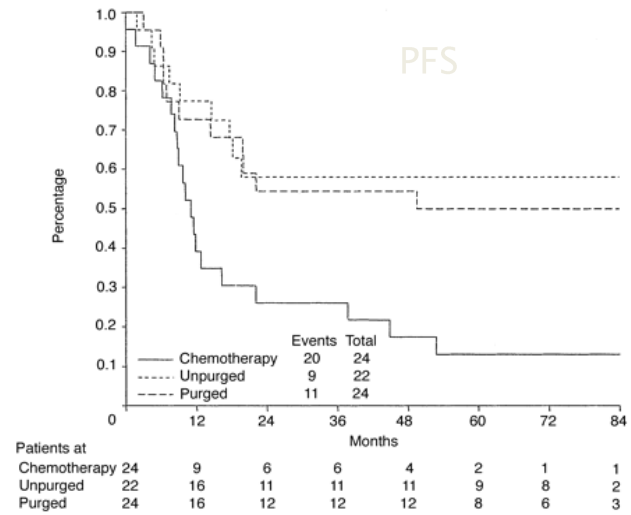 PFS
1.0
0.9
0.8
0.7
0.6
0.5
0.4
0.3
0.2
0.1
Percentage
Events Total
Chemotherapy 20 24
Unpurged 9 22
Purged 11 24
0 12 24 36 48 60 72 84
Months
Patients at
Chemotherapy 24 9 6 6 4 2 1 1
Unpurged 22 16 11 11 11 9 8 2
Purged 24 16 12 12 12 8 6 3